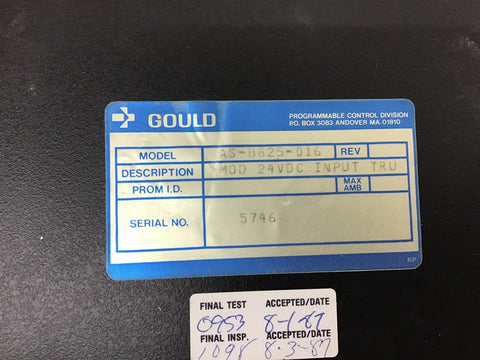 GOULD
PROGRAMMABLE CONTROL DIVISION
P.O. BOX 3083 ANDOVER MA. 01810
MODEL AS-B825-016 REV
DESCRIPTION MOD 24VDC INPUT TRU
PROM I.D. MAX AMB
SERIAL NO. 5746
6P
FINAL TEST ACCEPTED/DATE
0953 8-1-87
FINAL INSP. ACCEPTED/DATE
1098 8-3-87